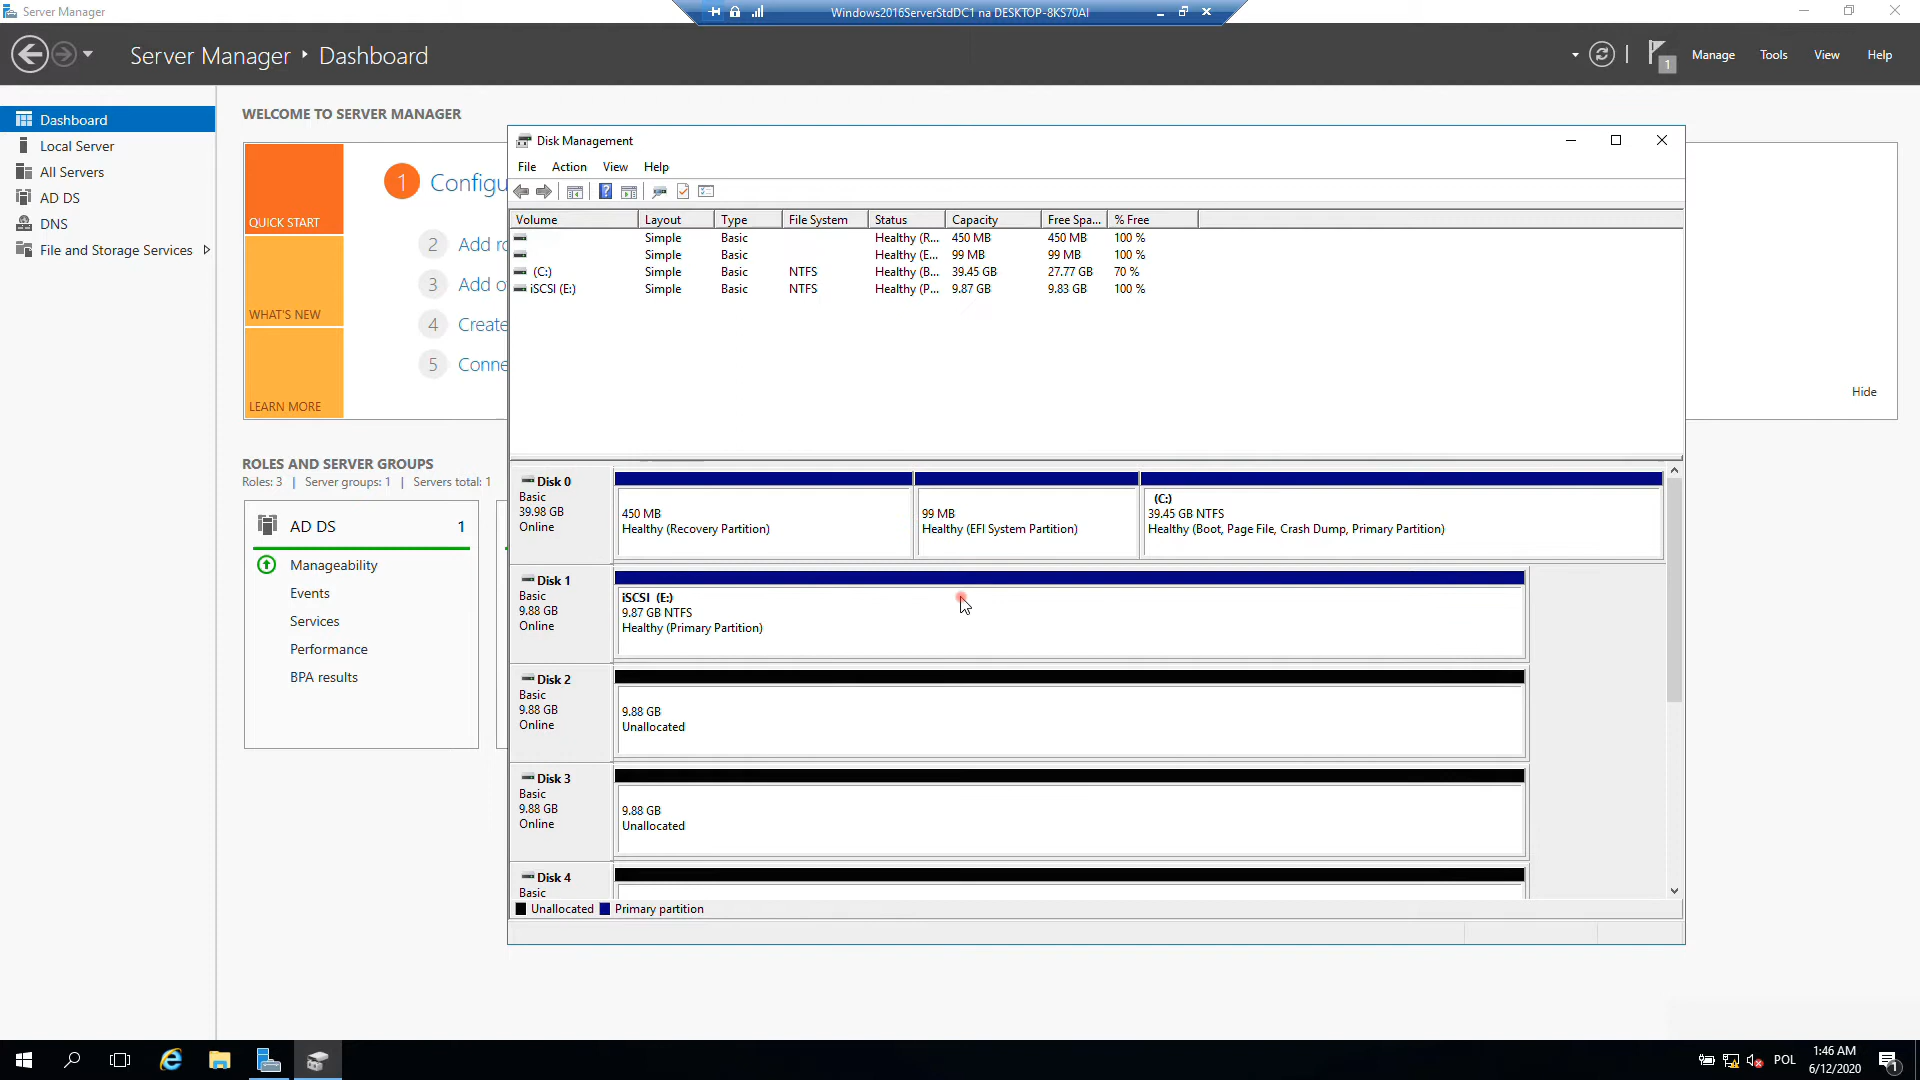 Server Manager
Windows2016ServerStdDC1 na DESKTOP-8KS70AI
Server Manager • Dashboard
1
Manage
Tools
View
Help
Dashboard
Local Server
All Servers
AD DS
DNS
File and Storage Services
WELCOME TO SERVER MANAGER
QUICK START
WHAT'S NEW
LEARN MORE
1 Configu
2 Add ro
3 Add o
4 Create
5 Conne
Hide
ROLES AND SERVER GROUPS
Roles: 3 | Server groups: 1 | Servers total: 1
AD DS 1
Manageability
Events
Services
Performance
BPA results
Disk Management
File Action View Help
Volume Layout Type File System Status Capacity Free Spa... % Free
Simple Basic Healthy (R... 450 MB 450 MB 100 %
Simple Basic Healthy (E... 99 MB 99 MB 100 %
(C:) Simple Basic NTFS Healthy (B... 39.45 GB 27.77 GB 70 %
iSCSI (E:) Simple Basic NTFS Healthy (P... 9.87 GB 9.83 GB 100 %
Disk 0
Basic
39.98 GB
Online
450 MB
Healthy (Recovery Partition)
99 MB
Healthy (EFI System Partition)
(C:)
39.45 GB NTFS
Healthy (Boot, Page File, Crash Dump, Primary Partition)
Disk 1
Basic
9.88 GB
Online
iSCSI (E:)
9.87 GB NTFS
Healthy (Primary Partition)
Disk 2
Basic
9.88 GB
Online
9.88 GB
Unallocated
Disk 3
Basic
9.88 GB
Online
9.88 GB
Unallocated
Disk 4
Basic
Unallocated Primary partition
POL
1:46 AM
6/12/2020
1